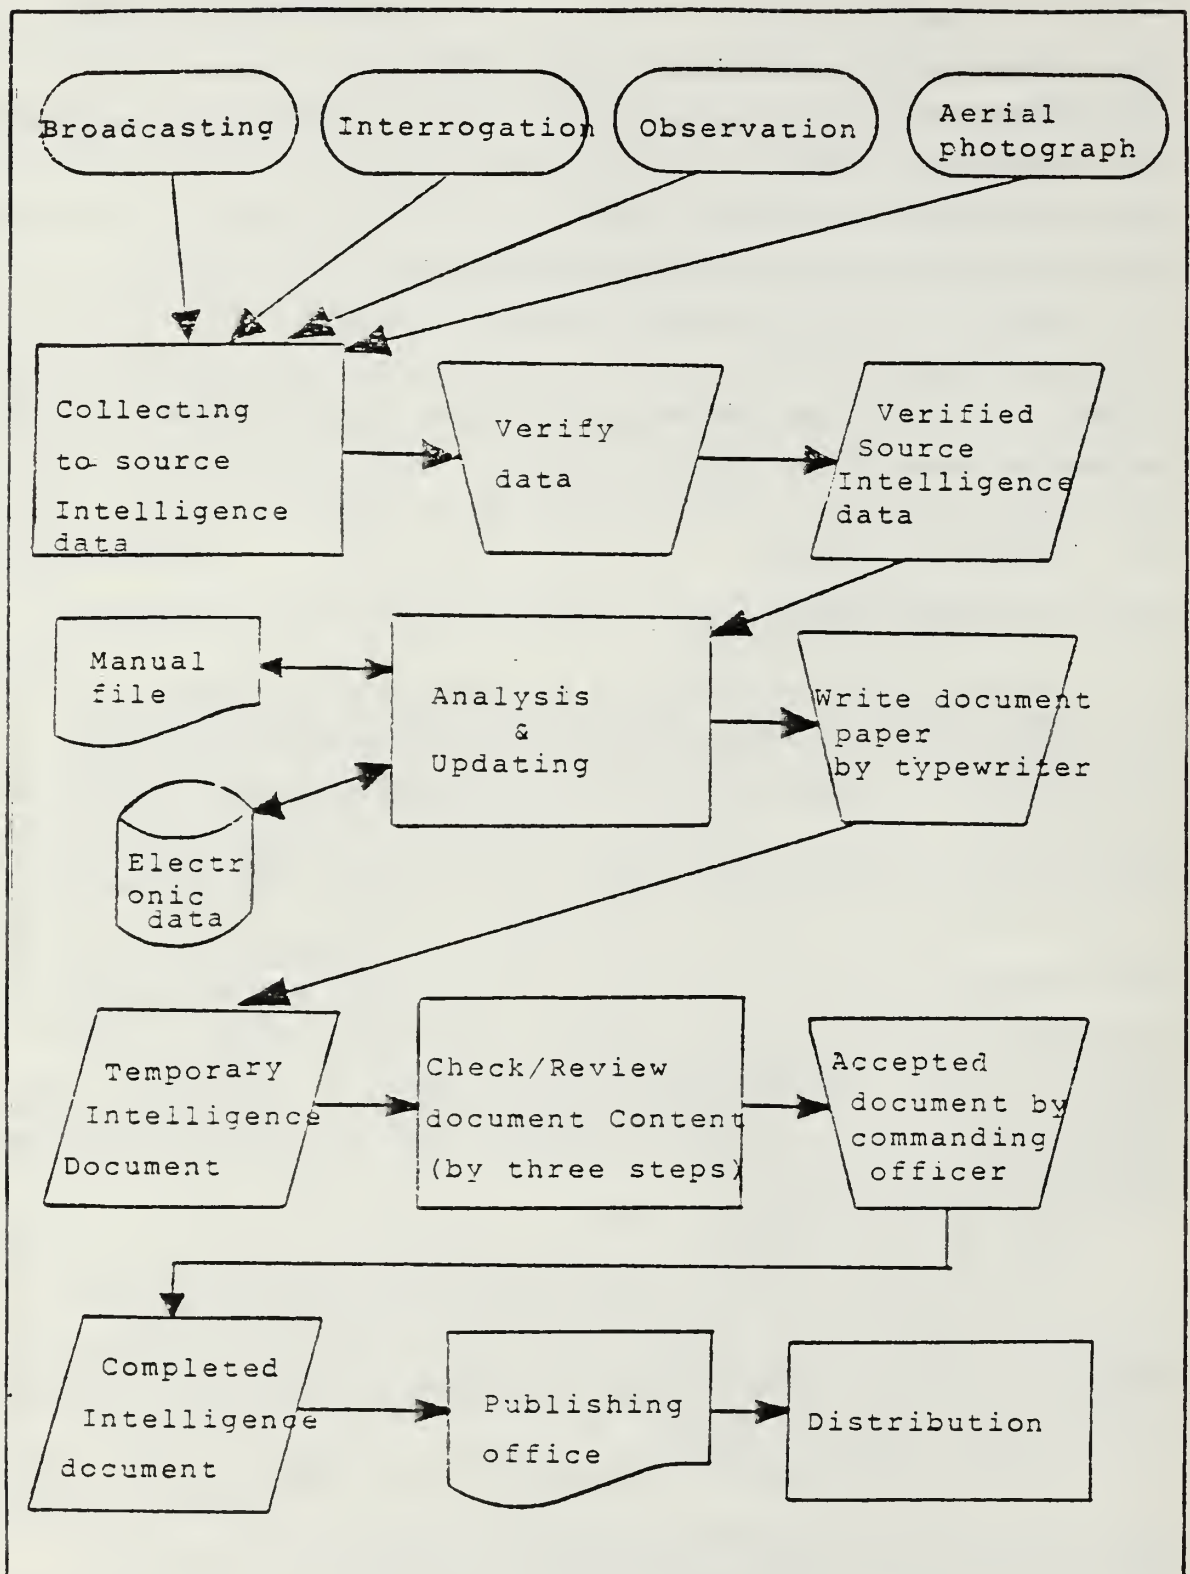 Broadcasting
Interrogation
Observation
Aerial
photograph
Collecting
to source
Intelligence
data
Verify
data
Verified
Source
Intelligence
data
Manual
file
Analysis
&
Updating
Write document
paper
by typewriter
Electr
onic
data
Temporary
Intelligence
Document
Check/Review
document Content
(by three steps)
Accepted
document by
commanding
officer
Completed
Intelligence
document
Publishing
office
Distribution